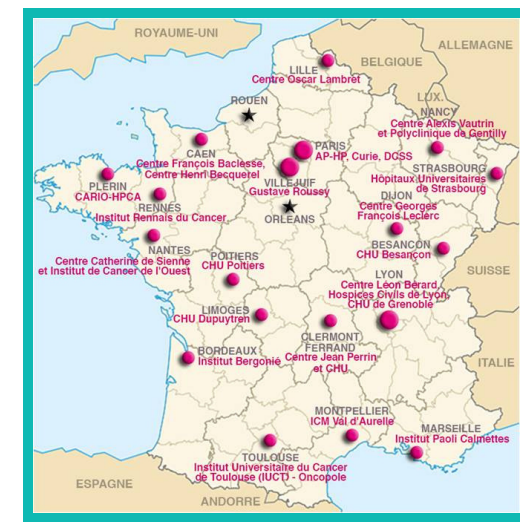 ROYAUME-UNI
ALLEMAGNE
BELGIQUE
LILLE
Centre Oscar Lambret
LUX.
ROUEN
NANCY
Centre Alexis Vautrin
et Polyclinique de Gentilly
CAEN
Centre François Baclesse,
Centre Henri Becquerel
PARIS
AP-HP, Curie, DCSS
VILLEJUIF
Gustave Roussy
STRASBOURG
Hôpitaux Universitaires
de Strasbourg
PLERIN
CARIO-HPCA
RENNES
Institut Rennais du Cancer
ORLEANS
DIJON
Centre Georges
François Leclerc
NANTES
Centre Catherine de Sienne
et Institut de Cancer de l'Ouest
BESANCON
CHU Besançon
POITIERS
CHU Poitiers
SUISSE
LYON
Centre Léon Bérard,
Hospices Civils de Lyon,
CHU de Grenoble
LIMOGES
CHU Dupuytren
CLERMONT
FERRAND
Centre Jean Perrin
et CHU
BORDEAUX
Institut Bergonié
ITALIE
MONTPELLIER
ICM Val d'Aurelle
MARSEILLE
Institut Paoli Calmettes
TOULOUSE
Institut Universitaire du Cancer
de Toulouse (IUCT) - Oncopole
ESPAGNE
ANDORRE